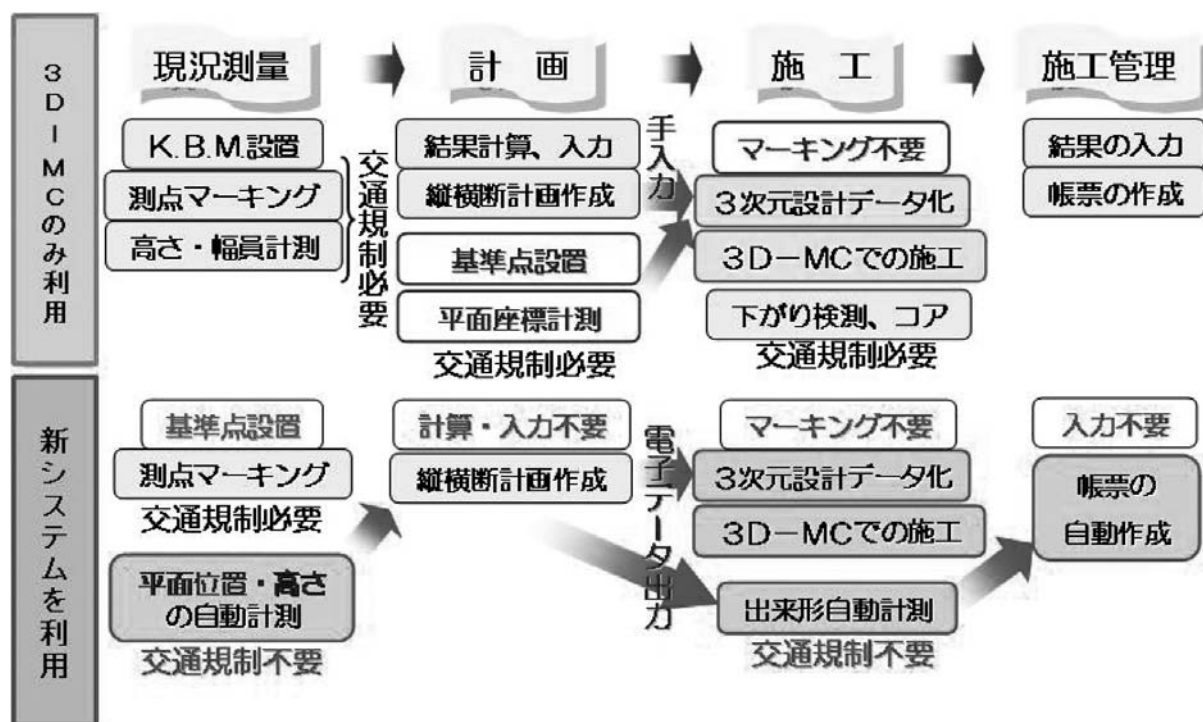 3D-MCのみ利用
現況測量
計 画
施 工
施工管理
K.B.M.設置
測点マーキング
高さ・幅員計測
交通規制必要
結果計算、入力
縦横断計画作成
基準点設置
平面座標計測
交通規制必要
手入力
マーキング不要
3次元設計データ化
3D-MCでの施工
下がり検測、コア
交通規制必要
結果の入力
帳票の作成
新システムを利用
基準点設置
測点マーキング
交通規制必要
平面位置・高さ
の自動計測
交通規制不要
計算・入力不要
縦横断計画作成
電子データ出力
マーキング不要
3次元設計データ化
3D-MCでの施工
出来形自動計測
交通規制不要
入力不要
帳票の
自動作成